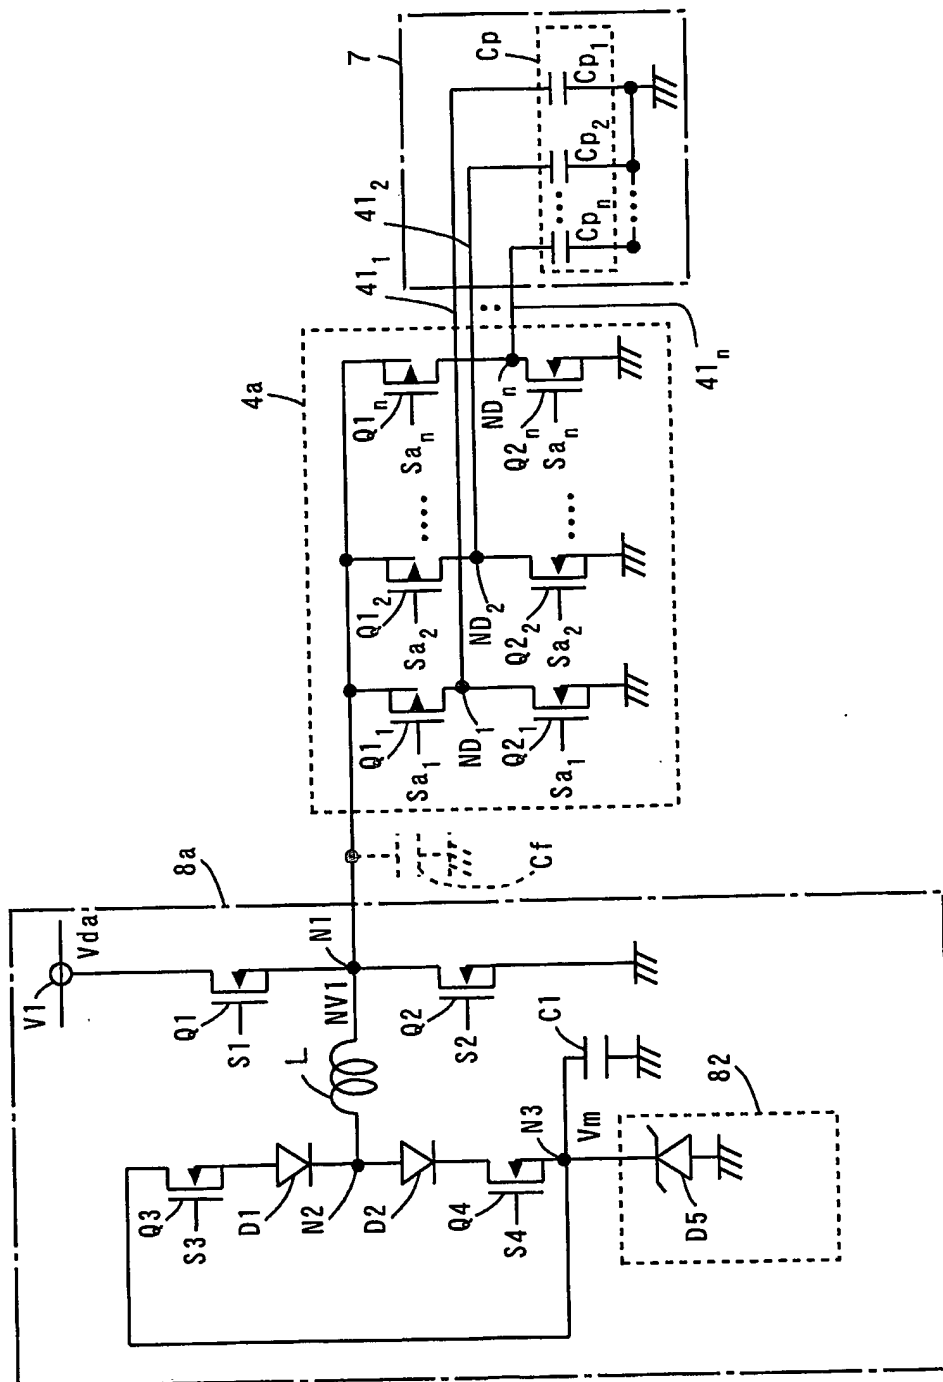 8a
V1
Vda
Q1
S1
N1
NV1
L
Q2
S2
Q3
S3
D1
N2
D2
Q4
S4
N3
Vm
C1
82
D5
Cf
4a
Q1₁
Sa₁
Q1₂
Sa₂
Q1ₙ
Saₙ
ND₁
ND₂
NDₙ
Q2₁
Sa₁
Q2₂
Sa₂
Q2ₙ
Saₙ
41₁
41₂
41ₙ
7
Cp
Cpₙ
Cp₂
Cp₁